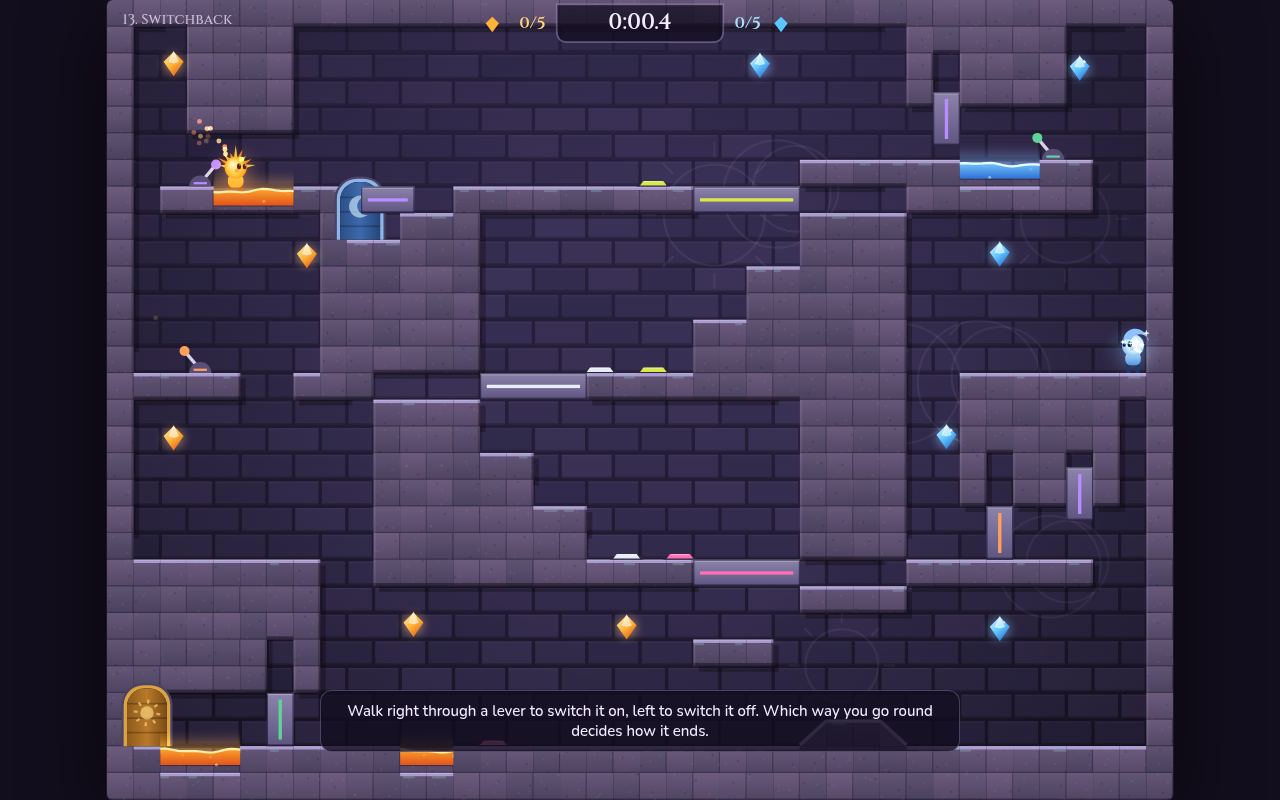 13. Switchback
0/5
0:00.4
0/5
Walk right through a lever to switch it on, left to switch it off. Which way you go round
decides how it ends.